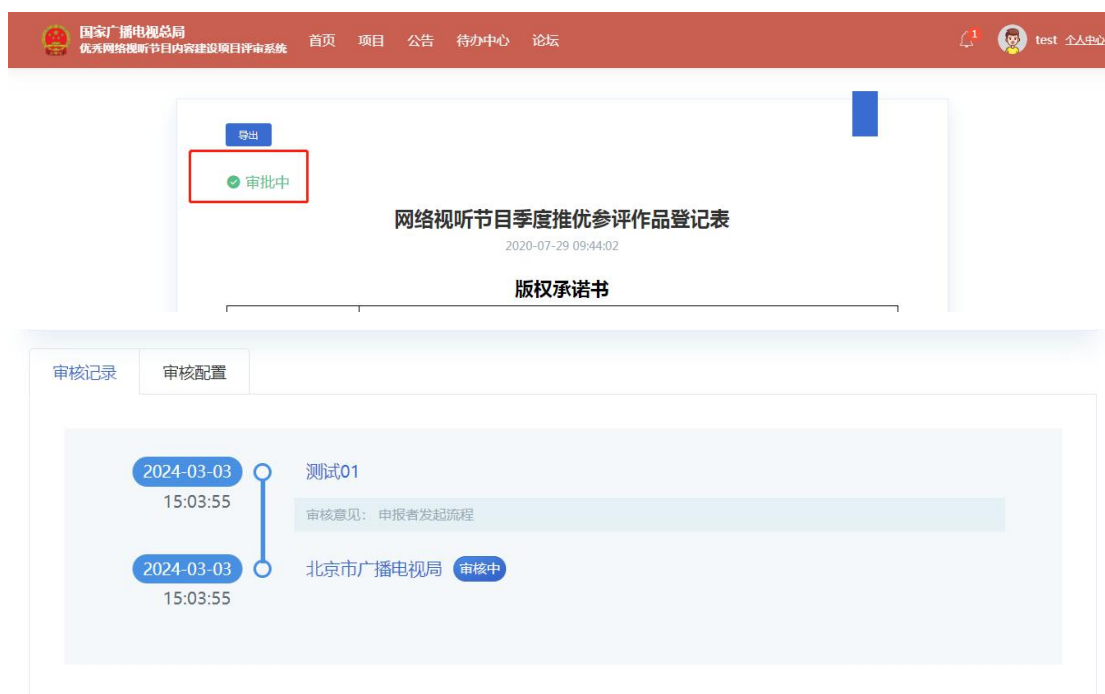 国家广播电视总局
优秀网络视听节目内容建设项目评审系统
首页 项目 公告 待办中心 论坛
1
test 个人中心
导出
审批中
网络视听节目季度推优参评作品登记表
2020-07-29 09:44:02
版权承诺书
审核记录 审核配置
2024-03-03 测试01
15:03:55
审核意见： 申报者发起流程
2024-03-03 北京市广播电视局 审核中
15:03:55